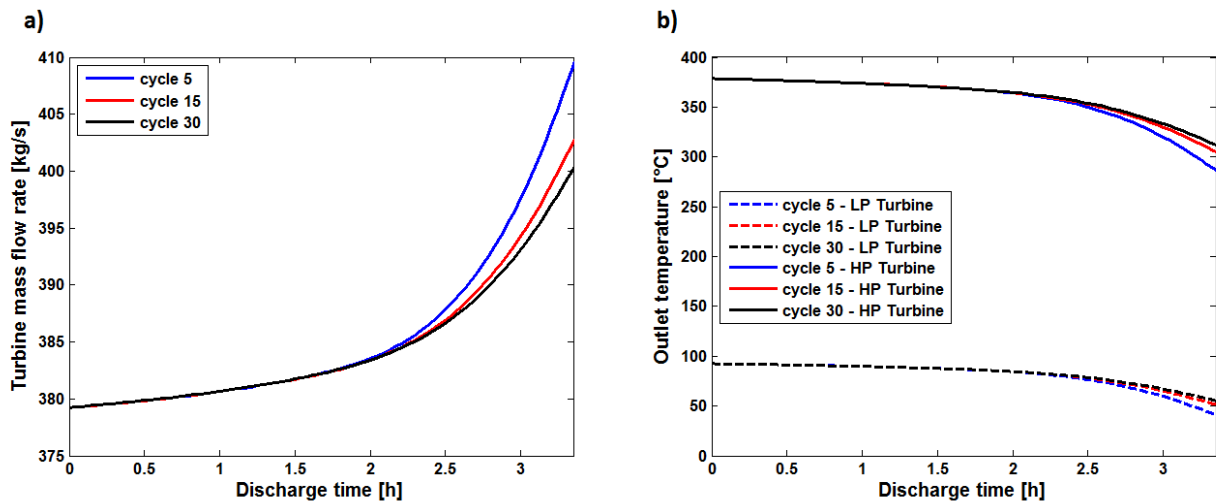 a)
Turbine mass flow rate [kg/s]
410
405
400
395
390
385
380
375
cycle 5
cycle 15
cycle 30
0 0.5 1 1.5 2 2.5 3
Discharge time [h]
b)
Outlet temperature [°C]
400
350
300
250
200
150
100
50
0
cycle 5 - LP Turbine
cycle 15 - LP Turbine
cycle 30 - LP Turbine
cycle 5 - HP Turbine
cycle 15 - HP Turbine
cycle 30 - HP Turbine
0 0.5 1 1.5 2 2.5 3
Discharge time [h]